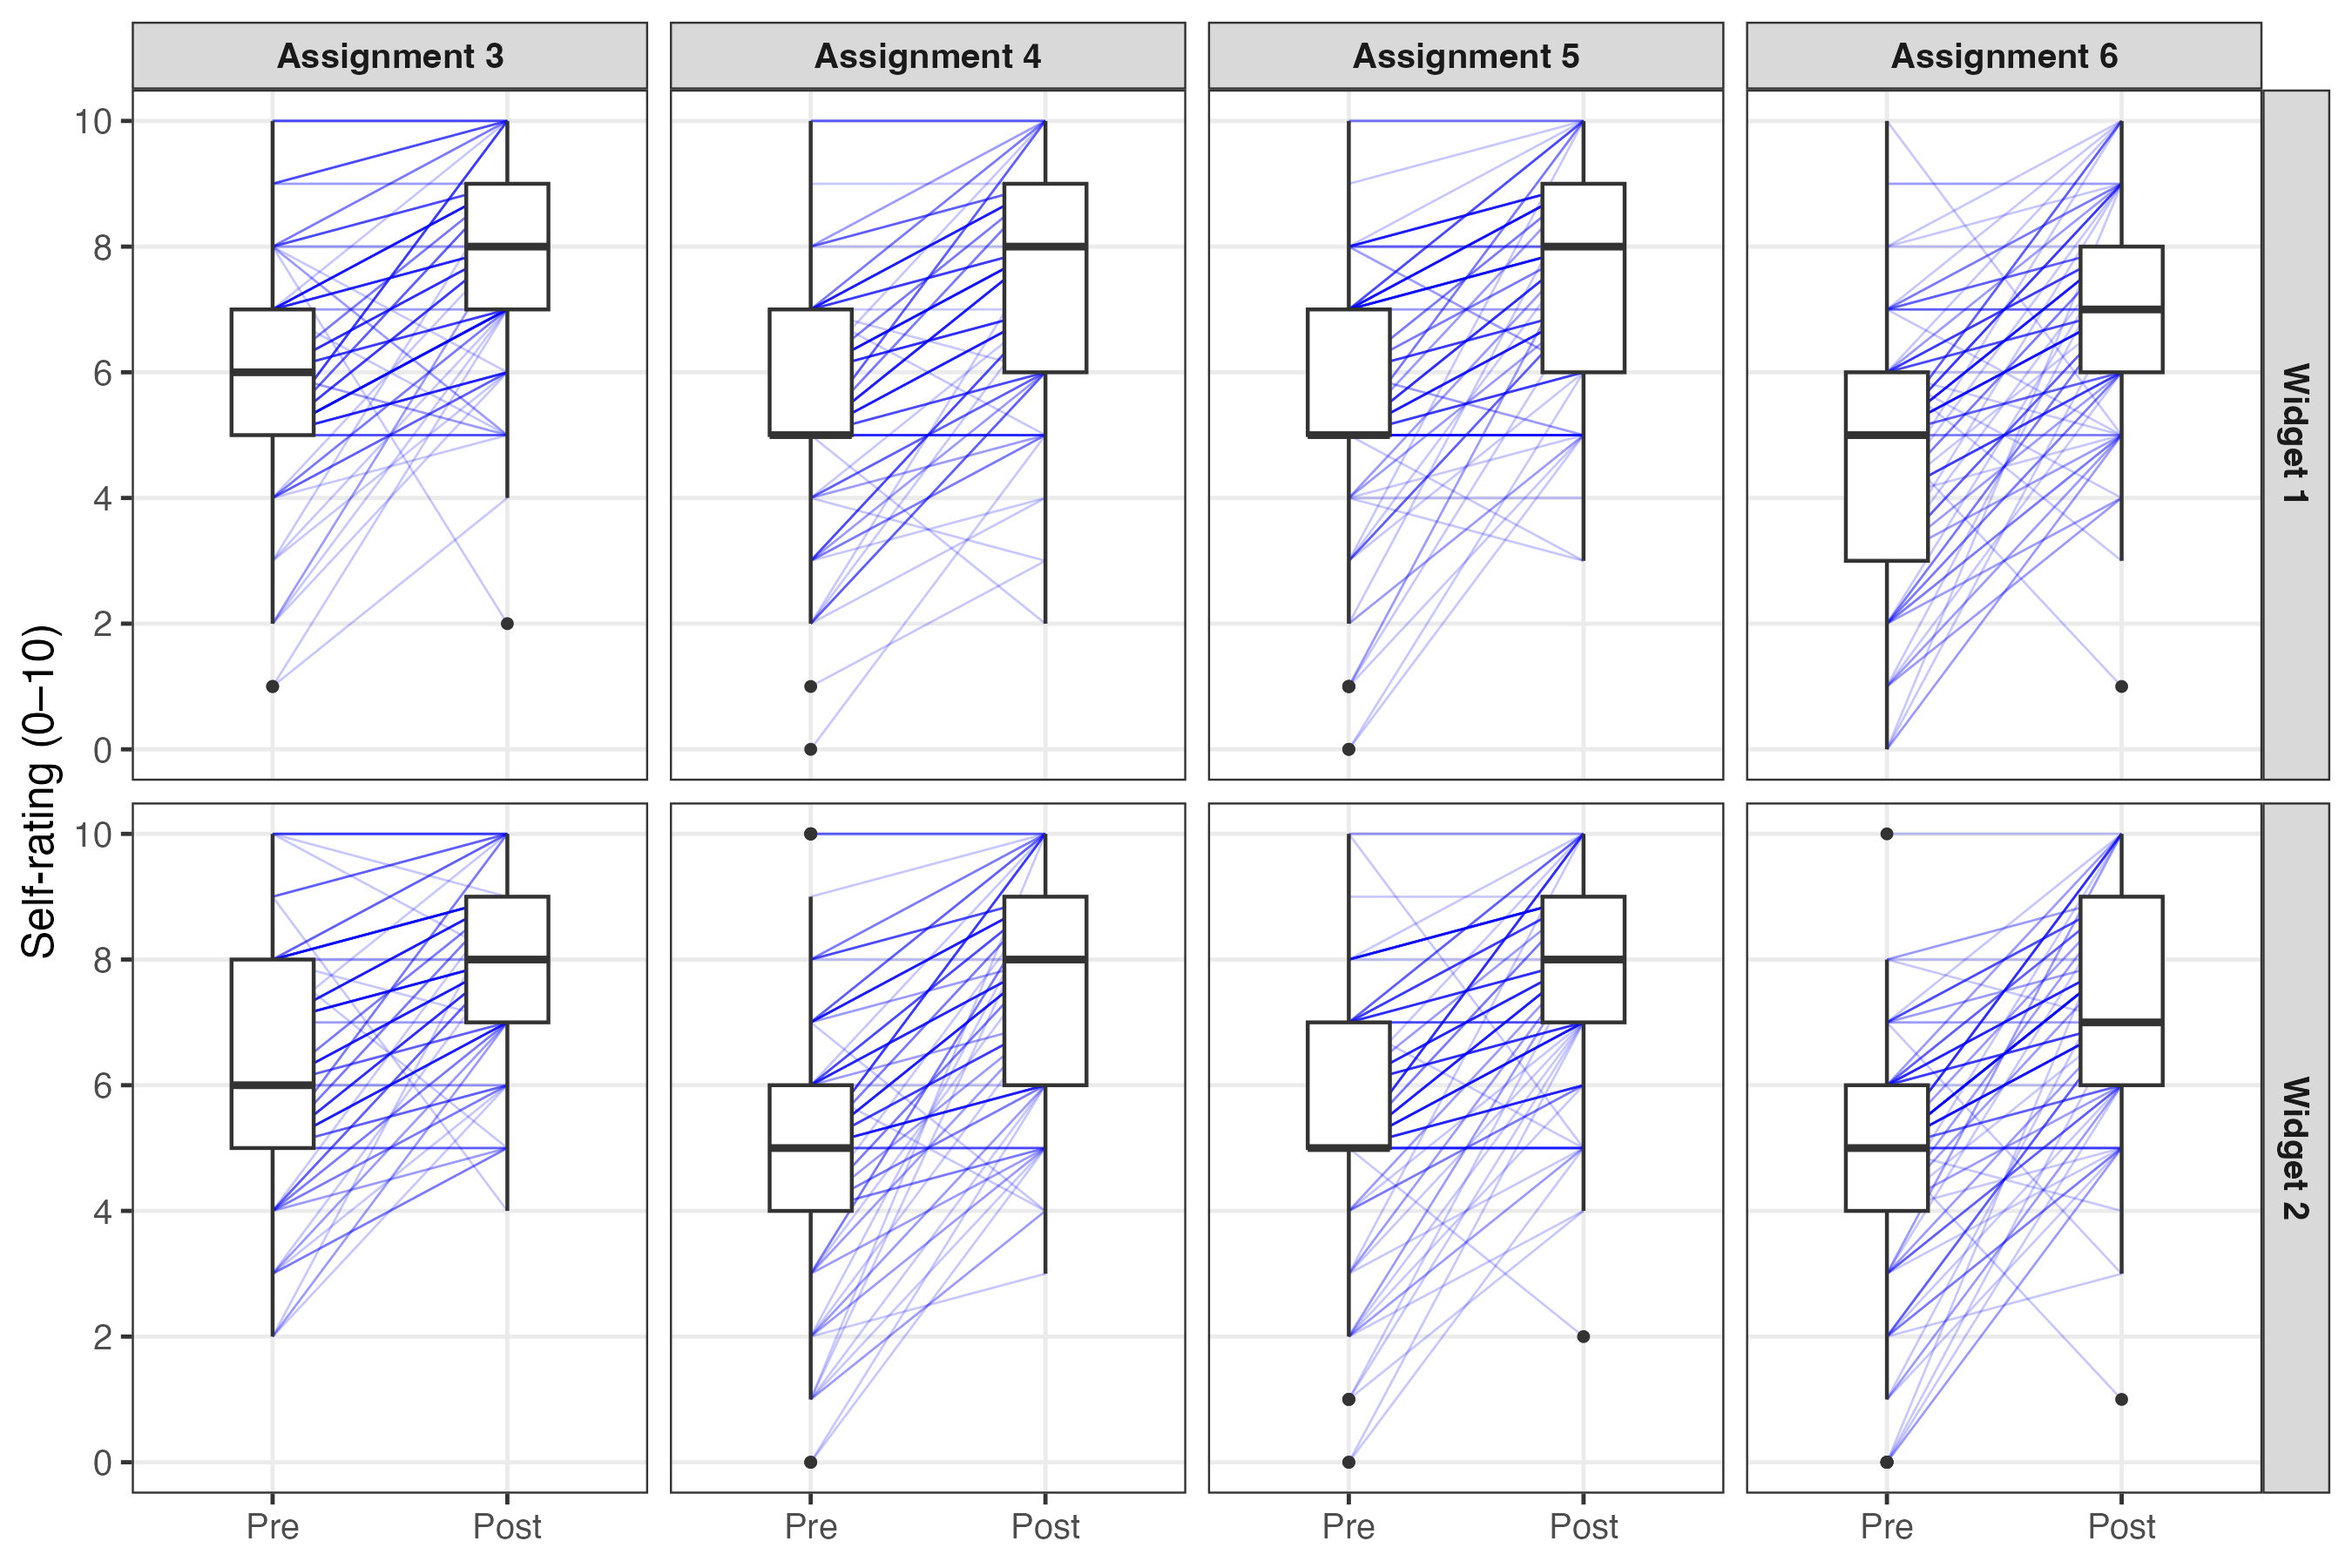 Assignment 3
Assignment 4
Assignment 5
Assignment 6
Self-rating (0–10)
10
8
6
4
2
0
Widget 1
10
8
6
4
2
0
Widget 2
Pre
Post
Pre
Post
Pre
Post
Pre
Post